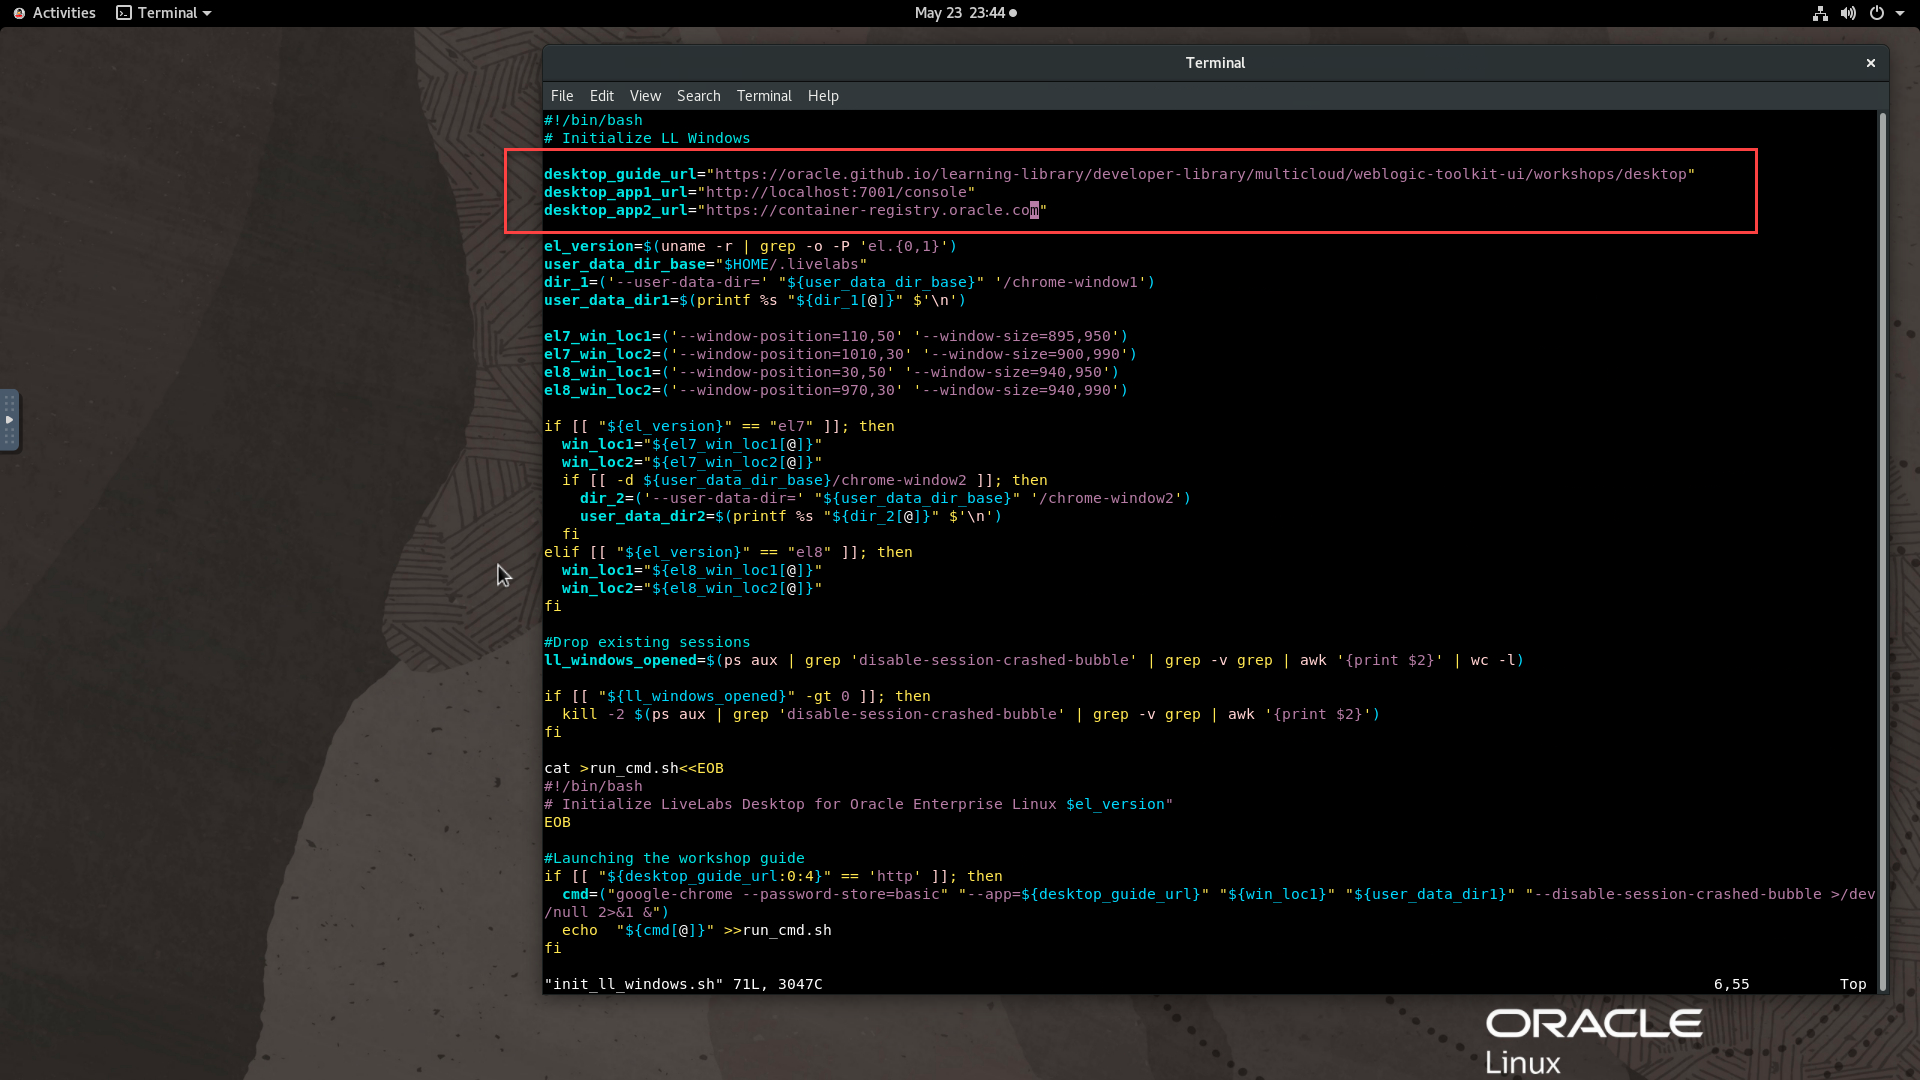 Activities Terminal May 23 23:44
Terminal
File Edit View Search Terminal Help
#!/bin/bash
# Initialize LL Windows
desktop_guide_url="https://oracle.github.io/learning-library/developer-library/multicloud/weblogic-toolkit-ui/workshops/desktop"
desktop_app1_url="http://localhost:7001/console"
desktop_app2_url="https://container-registry.oracle.com"
el_version=$(uname -r | grep -o -P 'el.{0,1}')
user_data_dir_base="$HOME/.livelabs"
dir_1=('--user-data-dir=' "${user_data_dir_base}" '/chrome-window1')
user_data_dir1=$(printf %s "${dir_1[@]}" $'\n')
el7_win_loc1=('--window-position=110,50' '--window-size=895,950')
el7_win_loc2=('--window-position=1010,30' '--window-size=900,990')
el8_win_loc1=('--window-position=30,50' '--window-size=940,950')
el8_win_loc2=('--window-position=970,30' '--window-size=940,990')
if [[ "${el_version}" == "el7" ]]; then
  win_loc1="${el7_win_loc1[@]}"
  win_loc2="${el7_win_loc2[@]}"
  if [[ -d ${user_data_dir_base}/chrome-window2 ]]; then
    dir_2=('--user-data-dir=' "${user_data_dir_base}" '/chrome-window2')
    user_data_dir2=$(printf %s "${dir_2[@]}" $'\n')
  fi
elif [[ "${el_version}" == "el8" ]]; then
  win_loc1="${el8_win_loc1[@]}"
  win_loc2="${el8_win_loc2[@]}"
fi
#Drop existing sessions
ll_windows_opened=$(ps aux | grep 'disable-session-crashed-bubble' | grep -v grep | awk '{print $2}' | wc -l)
if [[ "${ll_windows_opened}" -gt 0 ]]; then
  kill -2 $(ps aux | grep 'disable-session-crashed-bubble' | grep -v grep | awk '{print $2}')
fi
cat >run_cmd.sh<<EOB
#!/bin/bash
# Initialize LiveLabs Desktop for Oracle Enterprise Linux $el_version"
EOB
#Launching the workshop guide
if [[ "${desktop_guide_url:0:4}" == 'http' ]]; then
  cmd=("google-chrome --password-store=basic" "--app=${desktop_guide_url}" "${win_loc1}" "${user_data_dir1}" "--disable-session-crashed-bubble >/dev
/null 2>&1 &")
  echo  "${cmd[@]}" >>run_cmd.sh
fi
"init_ll_windows.sh" 71L, 3047C 6,55 Top
ORACLE
Linux